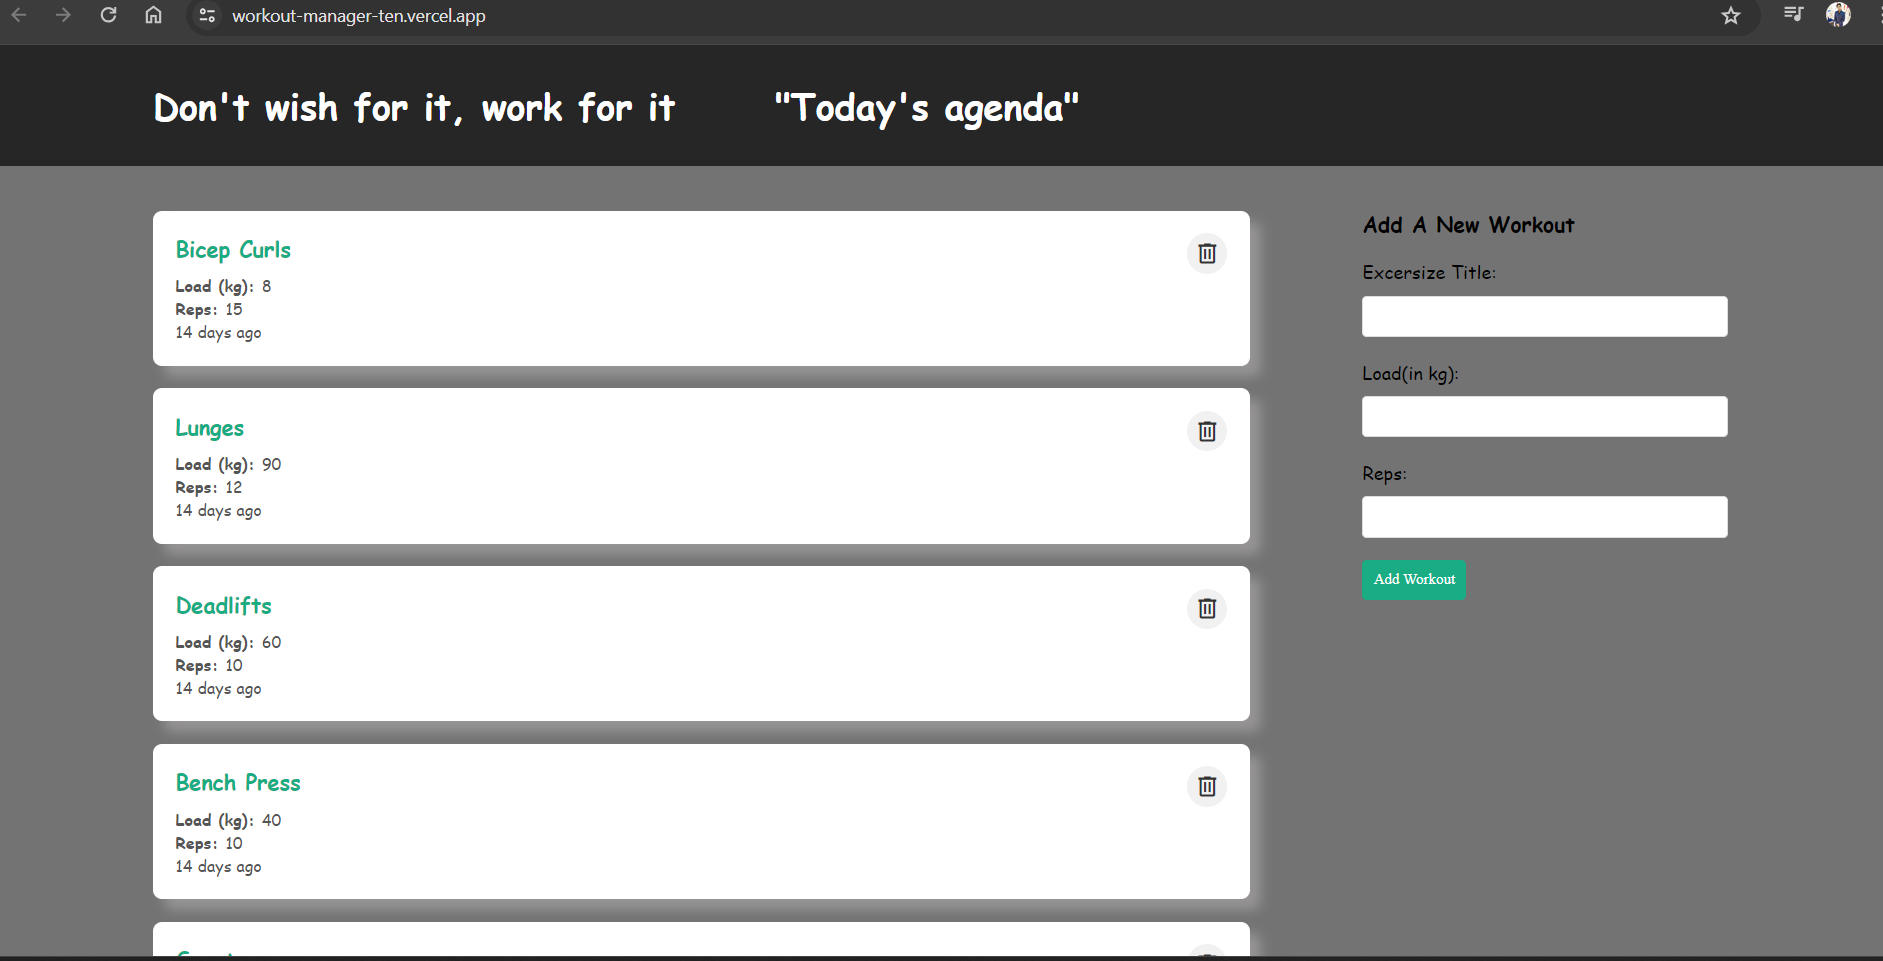 workout-manager-ten.vercel.app
Don't wish for it, work for it "Today's agenda"
Bicep Curls
Load (kg): 8
Reps: 15
14 days ago
Lunges
Load (kg): 90
Reps: 12
14 days ago
Deadlifts
Load (kg): 60
Reps: 10
14 days ago
Bench Press
Load (kg): 40
Reps: 10
14 days ago
Add A New Workout
Excersize Title:
Load(in kg):
Reps:
Add Workout